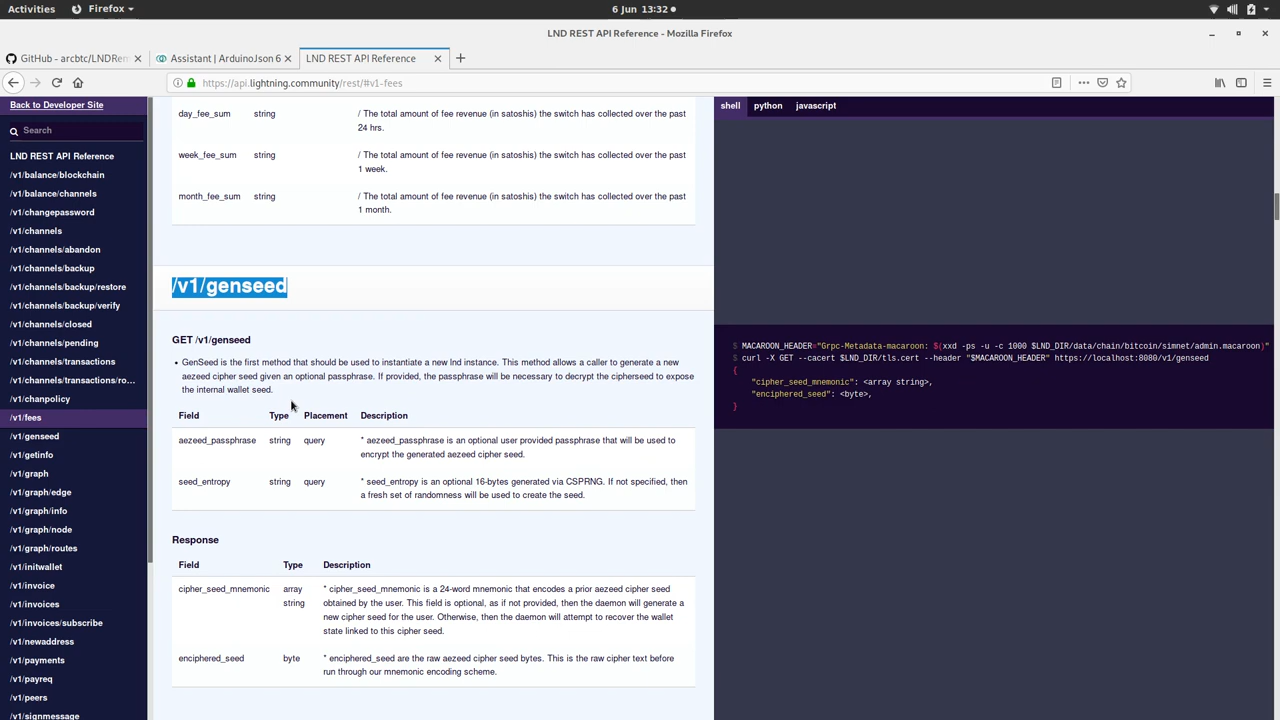 Activities
Firefox
6 Jun 13:32
LND REST API Reference - Mozilla Firefox
GitHub - arcbtc/LNDRem
Assistant | ArduinoJson 6
LND REST API Reference
https://api.lightning.community/rest/#v1-fees
Back to Developer Site
Search
LND REST API Reference
/v1/balance/blockchain
/v1/balance/channels
/v1/changepassword
/v1/channels
/v1/channels/abandon
/v1/channels/backup
/v1/channels/backup/restore
/v1/channels/backup/verify
/v1/channels/closed
/v1/channels/pending
/v1/channels/transactions
/v1/channels/transactions/ro...
/v1/chanpolicy
/v1/fees
/v1/genseed
/v1/getinfo
/v1/graph
/v1/graph/edge
/v1/graph/info
/v1/graph/node
/v1/graph/routes
/v1/initwallet
/v1/invoice
/v1/invoices
/v1/invoices/subscribe
/v1/newaddress
/v1/payments
/v1/payreq
/v1/peers
/v1/signmessage
day_fee_sum string / The total amount of fee revenue (in satoshis) the switch has collected over the past
24 hrs.
week_fee_sum string / The total amount of fee revenue (in satoshis) the switch has collected over the past
1 week.
month_fee_sum string / The total amount of fee revenue (in satoshis) the switch has collected over the past
1 month.
/v1/genseed
GET /v1/genseed
• GenSeed is the first method that should be used to instantiate a new lnd instance. This method allows a caller to generate a new
aezeed cipher seed given an optional passphrase. If provided, the passphrase will be necessary to decrypt the cipherseed to expose
the internal wallet seed.
Field Type Placement Description
aezeed_passphrase string query * aezeed_passphrase is an optional user provided passphrase that will be used to
encrypt the generated aezeed cipher seed.
seed_entropy string query * seed_entropy is an optional 16-bytes generated via CSPRNG. If not specified, then
a fresh set of randomness will be used to create the seed.
Response
Field Type Description
cipher_seed_mnemonic array * cipher_seed_mnemonic is a 24-word mnemonic that encodes a prior aezeed cipher seed
string obtained by the user. This field is optional, as if not provided, then the daemon will generate a
new cipher seed for the user. Otherwise, then the daemon will attempt to recover the wallet
state linked to this cipher seed.
enciphered_seed byte * enciphered_seed are the raw aezeed cipher seed bytes. This is the raw cipher text before
run through our mnemonic encoding scheme.
shell python javascript
$ MACAROON_HEADER="Grpc-Metadata-macaroon: $(xxd -ps -u -c 1000 $LND_DIR/data/chain/bitcoin/simnet/admin.macaroon)"
$ curl -X GET --cacert $LND_DIR/tls.cert --header "$MACAROON_HEADER" https://localhost:8080/v1/genseed
{
"cipher_seed_mnemonic": <array string>,
"enciphered_seed": <byte>,
}